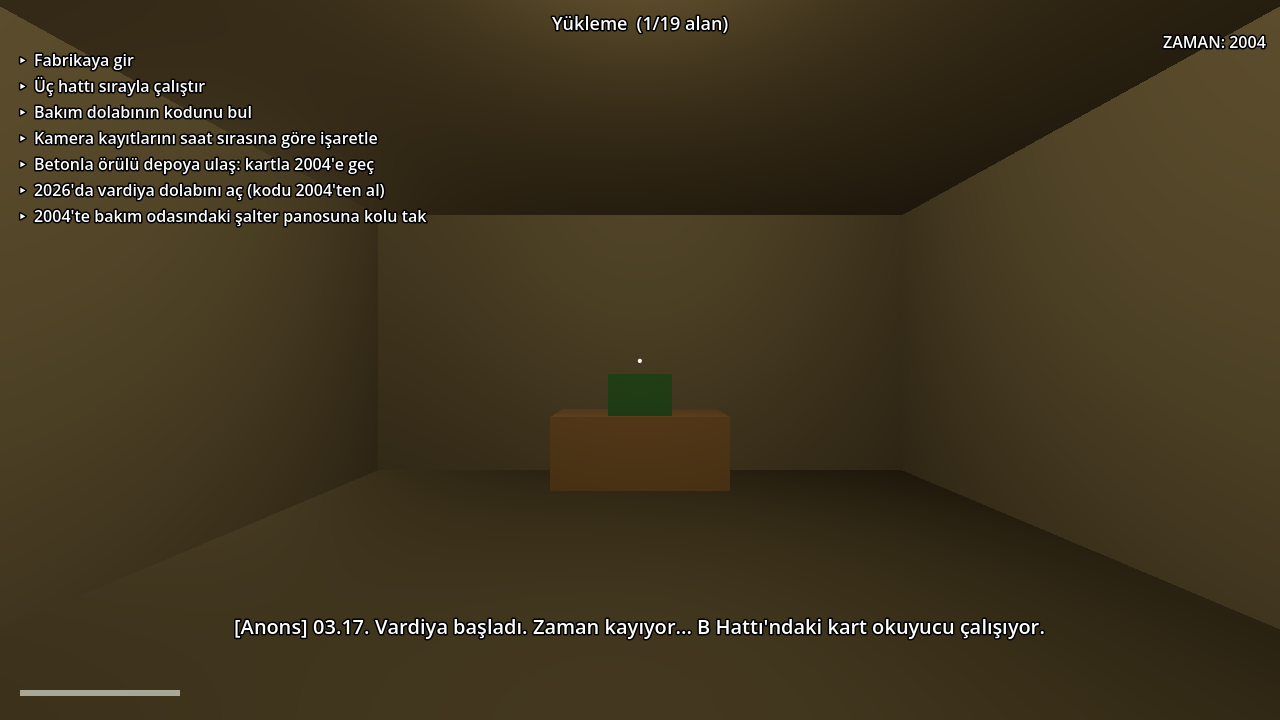 Yükleme (1/19 alan)
ZAMAN: 2004
▸ Fabrikaya gir
▸ Üç hattı sırayla çalıştır
▸ Bakım dolabının kodunu bul
▸ Kamera kayıtlarını saat sırasına göre işaretle
▸ Betonla örülü depoya ulaş: kartla 2004'e geç
▸ 2026'da vardiya dolabını aç (kodu 2004'ten al)
▸ 2004'te bakım odasındaki şalter panosuna kolu tak
[Anons] 03.17. Vardiya başladı. Zaman kayıyor... B Hattı'ndaki kart okuyucu çalışıyor.